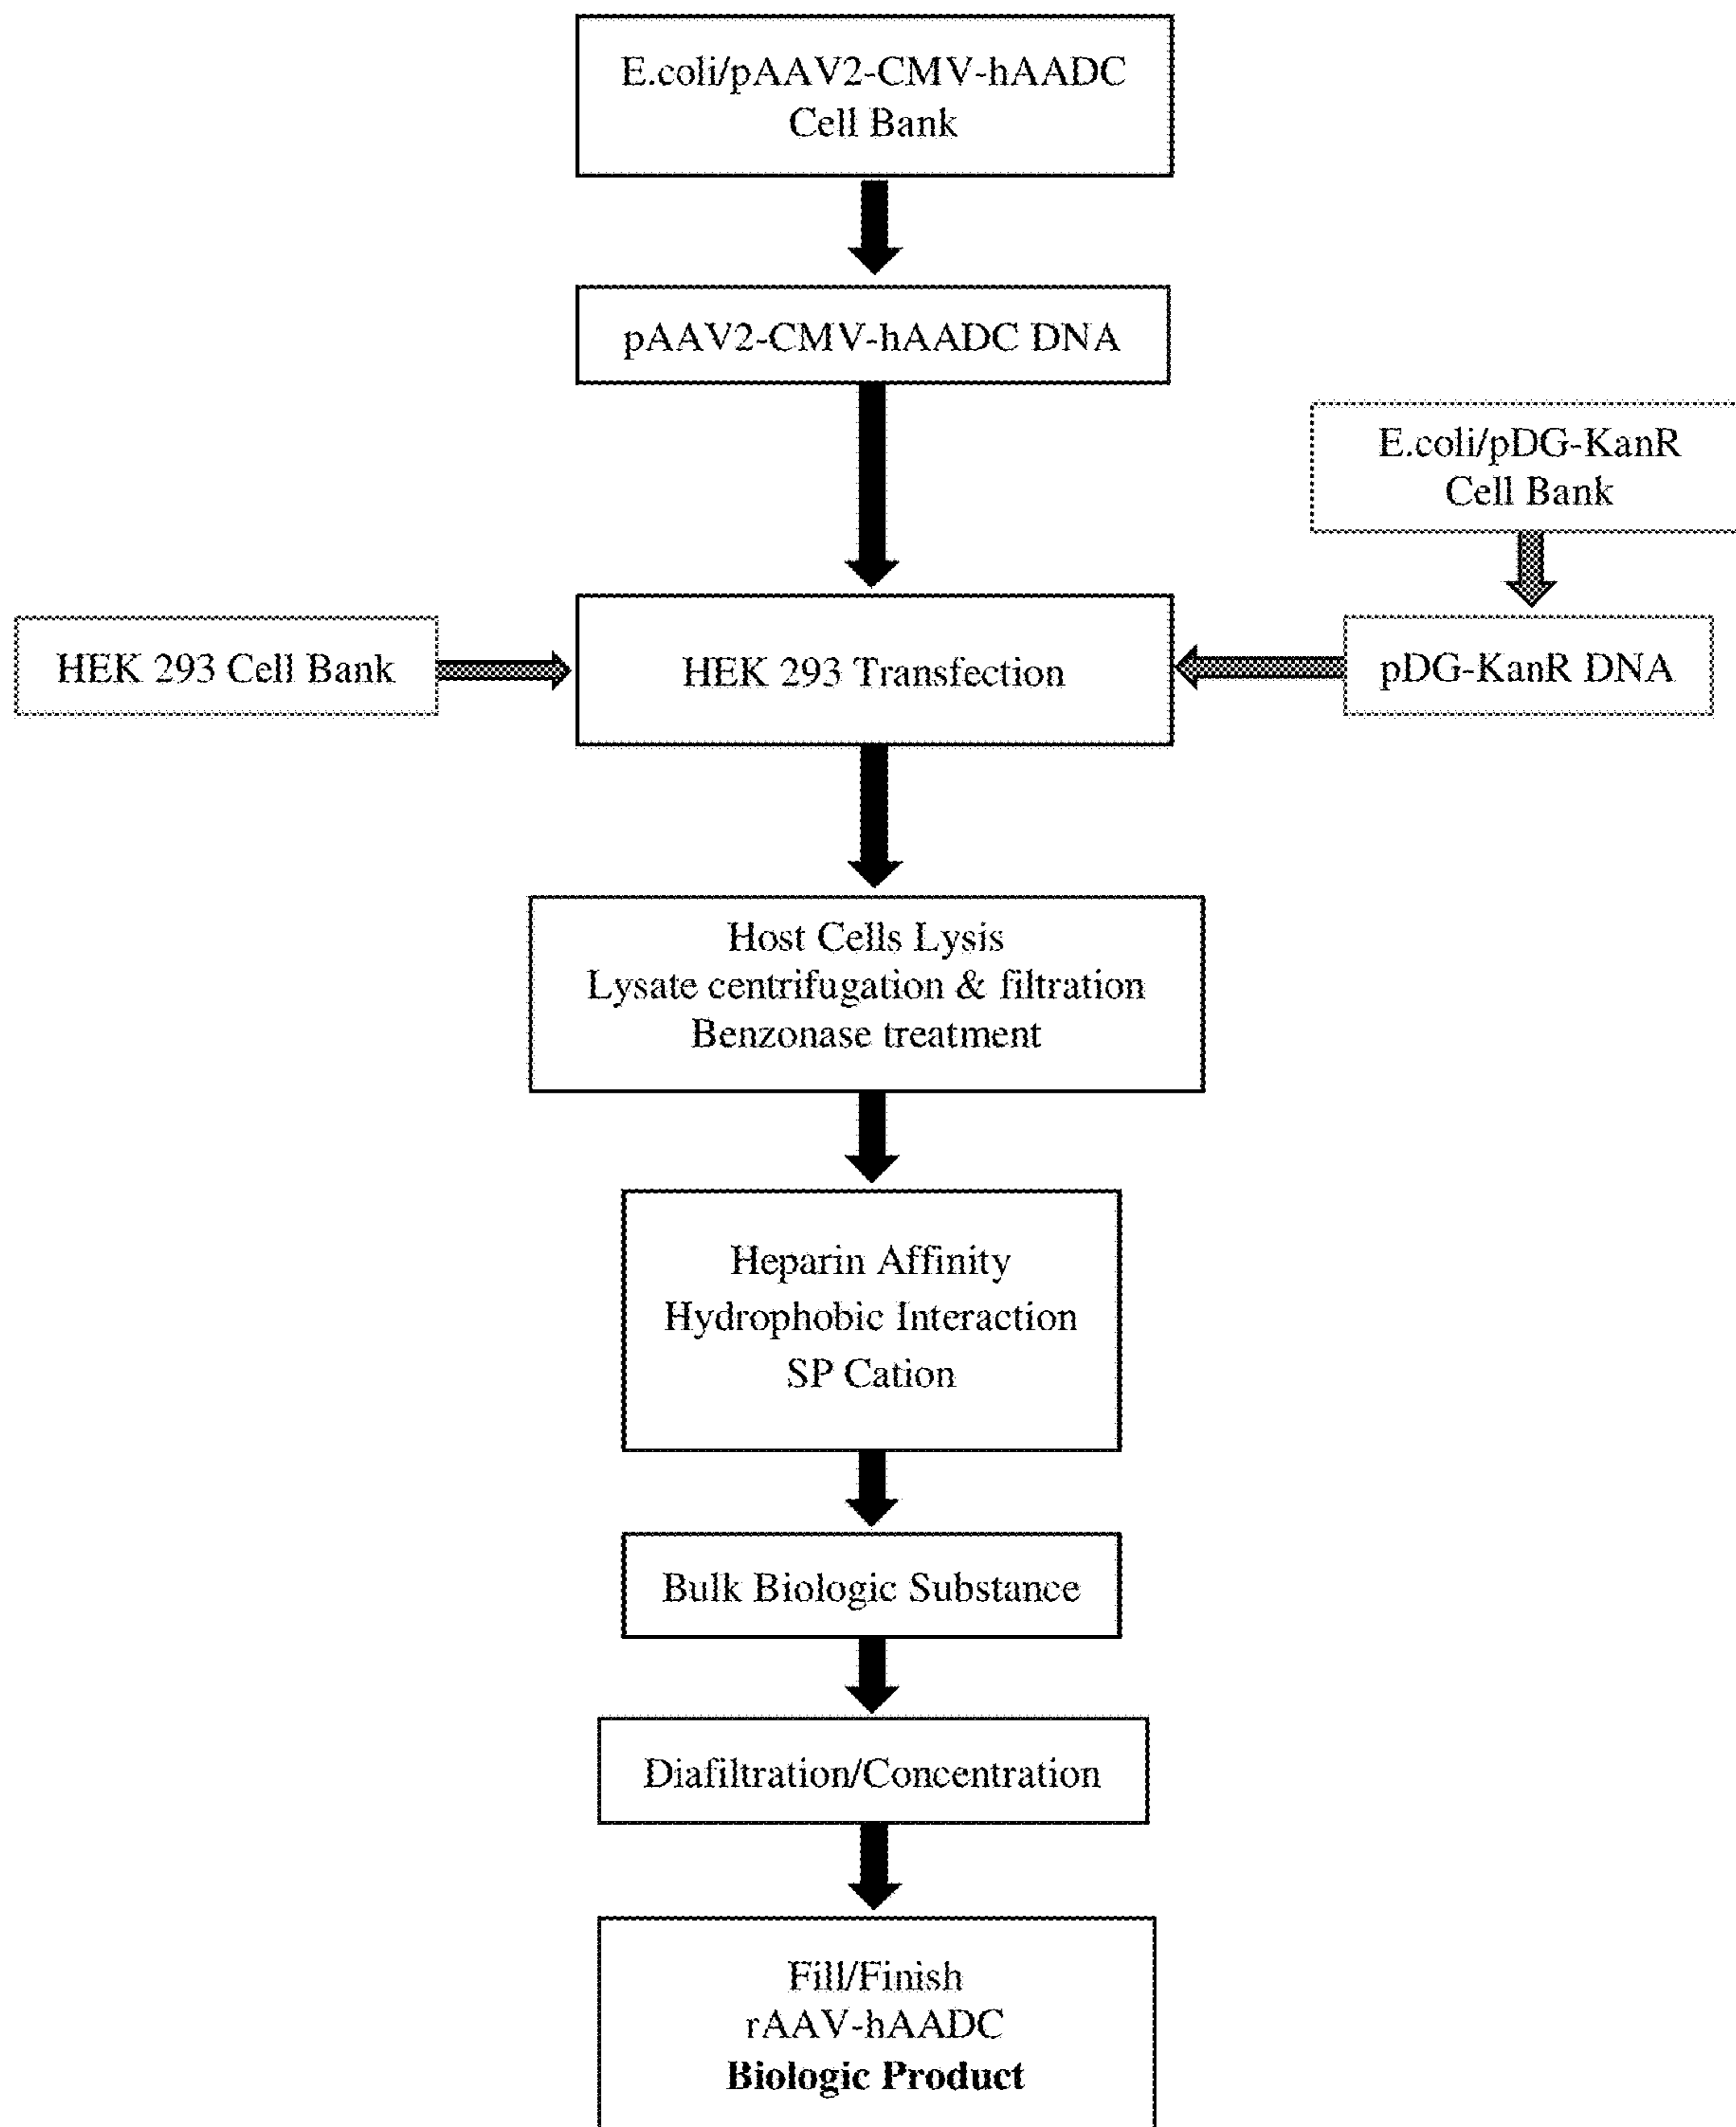 E.coli/pAAV2-CMV-hAADC
Cell Bank
pAAV2-CMV-hAADC DNA
E.coli/pDG-KanR
Cell Bank
HEK 293 Cell Bank
HEK 293 Transfection
pDG-KanR DNA
Host Cells Lysis
Lysate centrifugation & filtration
Benzonase treatment
Heparin Affinity
Hydrophobic Interaction
SP Cation
Bulk Biologic Substance
Diafiltration/Concentration
Fill/Finish
rAAV-hAADC
Biologic Product